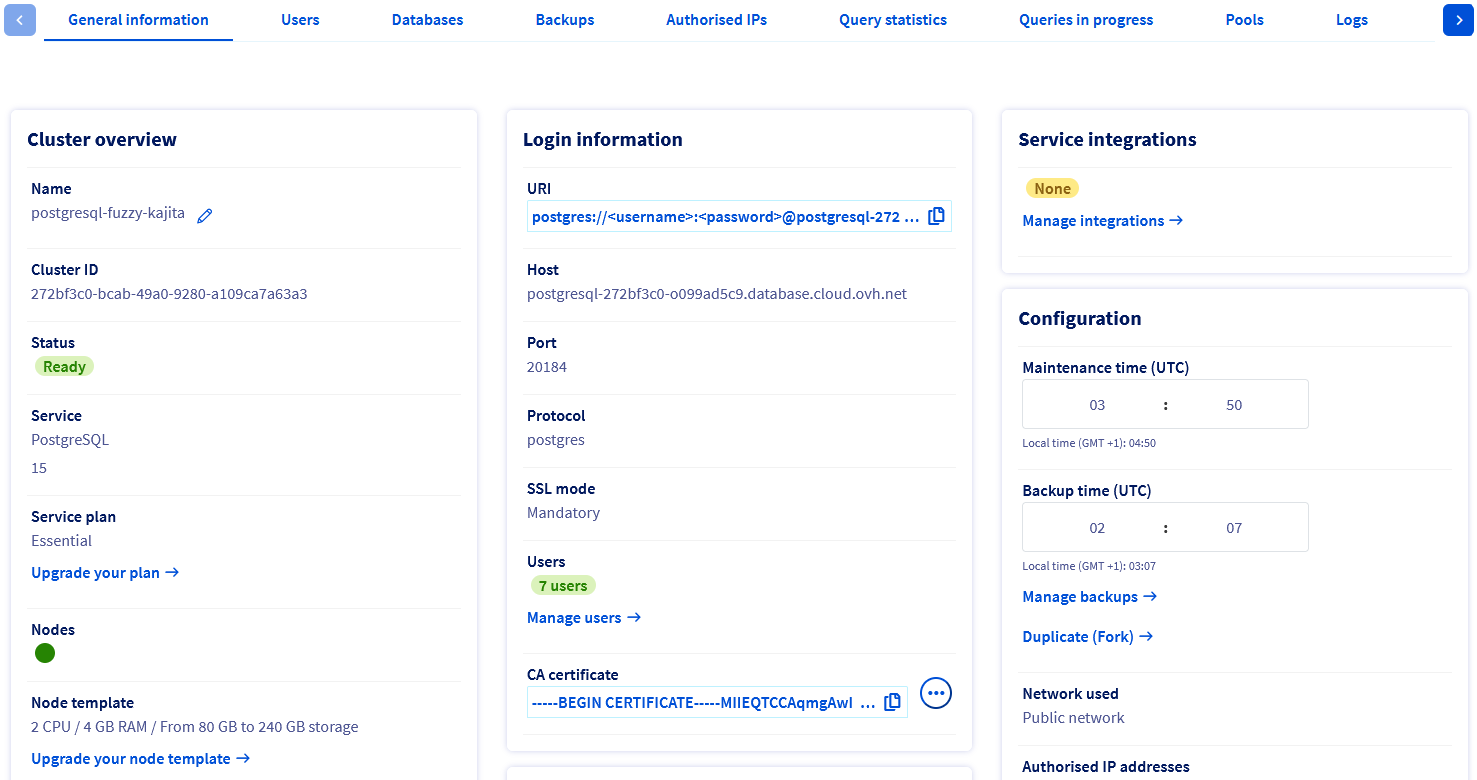 General information
Users
Databases
Backups
Authorised IPs
Query statistics
Queries in progress
Pools
Logs
Cluster overview
Name
postgresql-fuzzy-kajita
Cluster ID
272bf3c0-bcab-49a0-9280-a109ca7a63a3
Status
Ready
Service
PostgreSQL
15
Service plan
Essential
Upgrade your plan →
Nodes
Node template
2 CPU / 4 GB RAM / From 80 GB to 240 GB storage
Upgrade your node template →
Login information
URI
postgres://<username>:<password>@postgresql-272 ...
Host
postgresql-272bf3c0-o099ad5c9.database.cloud.ovh.net
Port
20184
Protocol
postgres
SSL mode
Mandatory
Users
7 users
Manage users →
CA certificate
-----BEGIN CERTIFICATE-----MIIEQTCCAqmgAwI ...
Service integrations
None
Manage integrations →
Configuration
Maintenance time (UTC)
03 : 50
Local time (GMT +1): 04:50
Backup time (UTC)
02 : 07
Local time (GMT +1): 03:07
Manage backups →
Duplicate (Fork) →
Network used
Public network
Authorised IP addresses